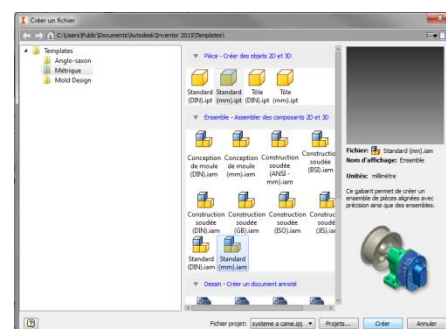 Créer un fichier
C:\Users\Public\Documents\Autodesk\Inventor 2015\Templates\
Templates
Anglo-saxon
Métrique
Mold Design
Pièce - Créer des objets 2D et 3D
Standard (DIN).ipt
Standard (mm).ipt
Tôle (DIN).ipt
Tôle (mm).ipt
Ensemble - Assembler des composants 2D et 3D
Conception de moule (DIN).iam
Conception de moule (mm).iam
Construction soudée (ANSI - mm).iam
Constructio soudée (BSI).iam
Construction soudée (DIN).iam
Construction soudée (GB).iam
Construction soudée (ISO).iam
Construc soudée (JIS).ia
Standard (DIN).iam
Standard (mm).iam
Dessin - Créer un document annoté
Fichier: Standard (mm).iam
Nom d'affichage: Ensemble
Unités: millimètre
Ce gabarit permet de créer un
ensemble de pièces alignées avec
précision ainsi que des ensembles.
Fichier projet: systeme a came.ipj
Projets...
Créer
Annuler